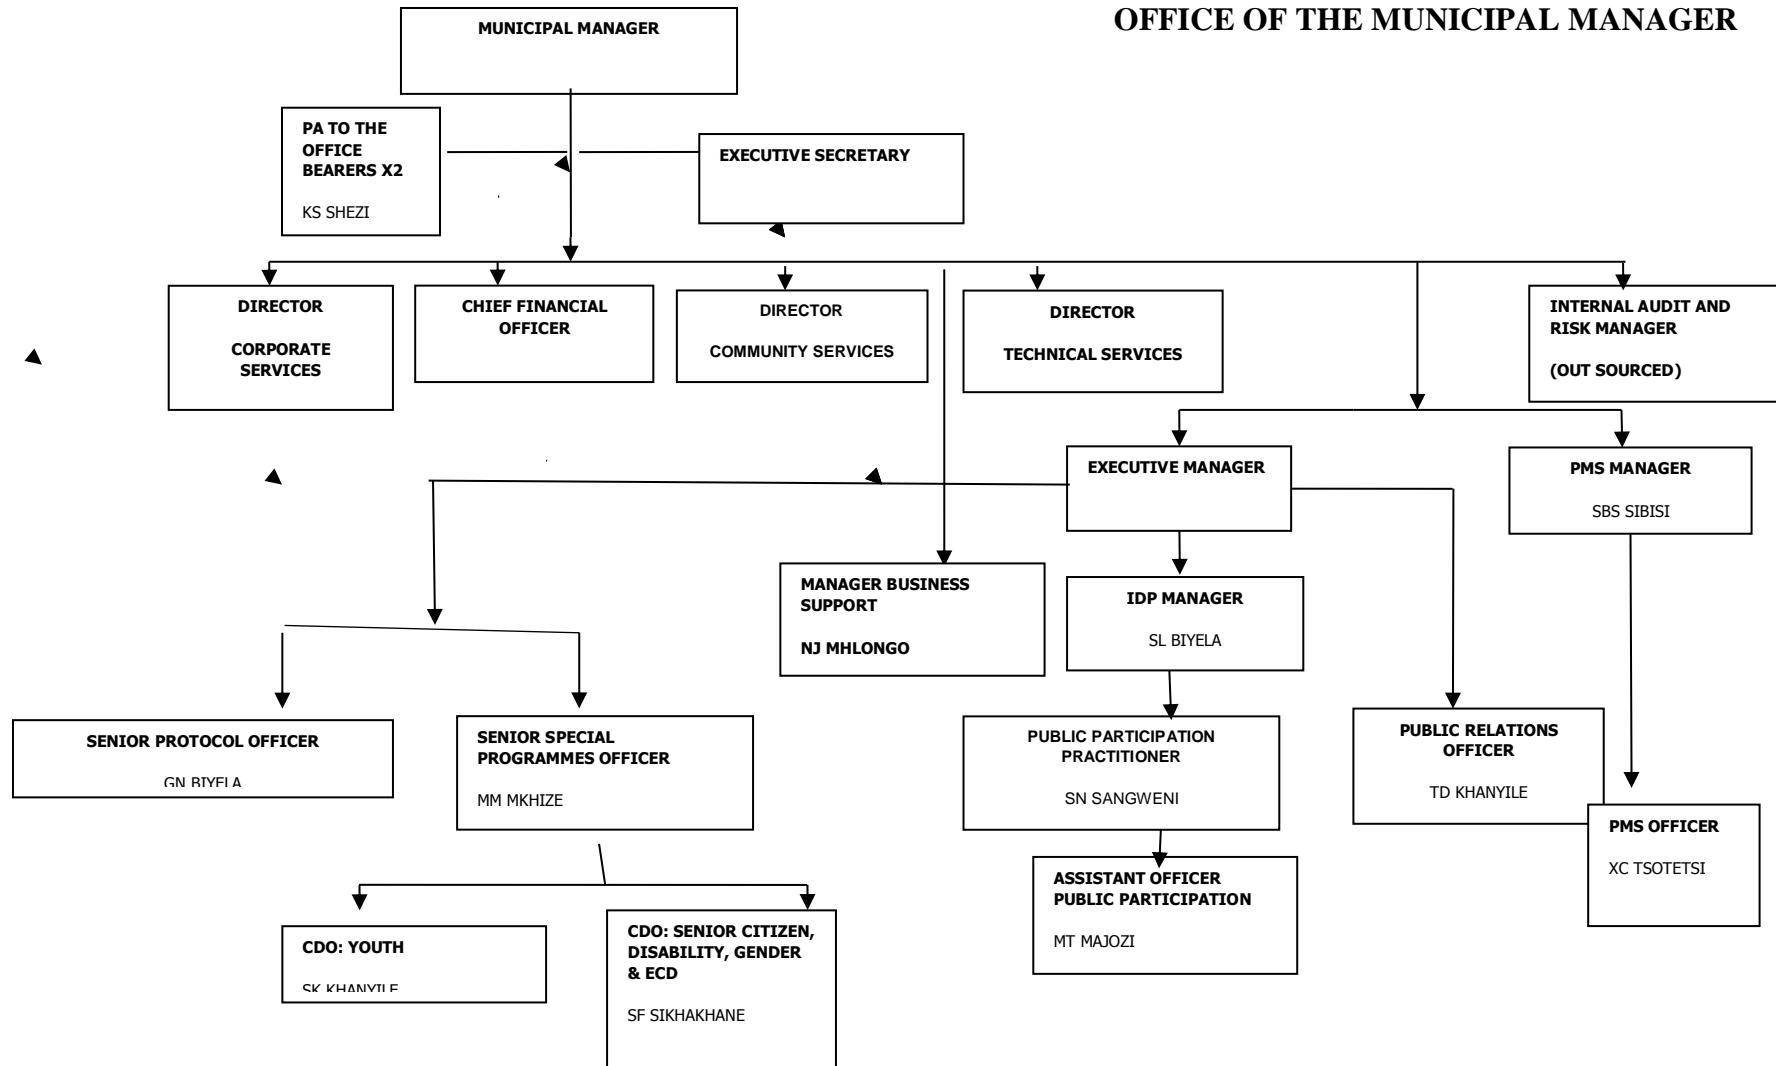 OFFICE OF THE MUNICIPAL MANAGER
MUNICIPAL MANAGER
PA TO THE
OFFICE
BEARERS X2
KS SHEZI
EXECUTIVE SECRETARY
DIRECTOR
CORPORATE
SERVICES
CHIEF FINANCIAL
OFFICER
DIRECTOR
COMMUNITY SERVICES
DIRECTOR
TECHNICAL SERVICES
INTERNAL AUDIT AND
RISK MANAGER
(OUT SOURCED)
EXECUTIVE MANAGER
PMS MANAGER
SBS SIBISI
MANAGER BUSINESS
SUPPORT
NJ MHLONGO
IDP MANAGER
SL BIYELA
SENIOR PROTOCOL OFFICER
GN BIYELA
SENIOR SPECIAL
PROGRAMMES OFFICER
MM MKHIZE
PUBLIC PARTICIPATION
PRACTITIONER
SN SANGWENI
PUBLIC RELATIONS
OFFICER
TD KHANYILE
PMS OFFICER
XC TSOTETSI
ASSISTANT OFFICER
PUBLIC PARTICIPATION
MT MAJOZI
CDO: YOUTH
SK KHANYILE
CDO: SENIOR CITIZEN,
DISABILITY, GENDER
& ECD
SF SIKHAKHANE